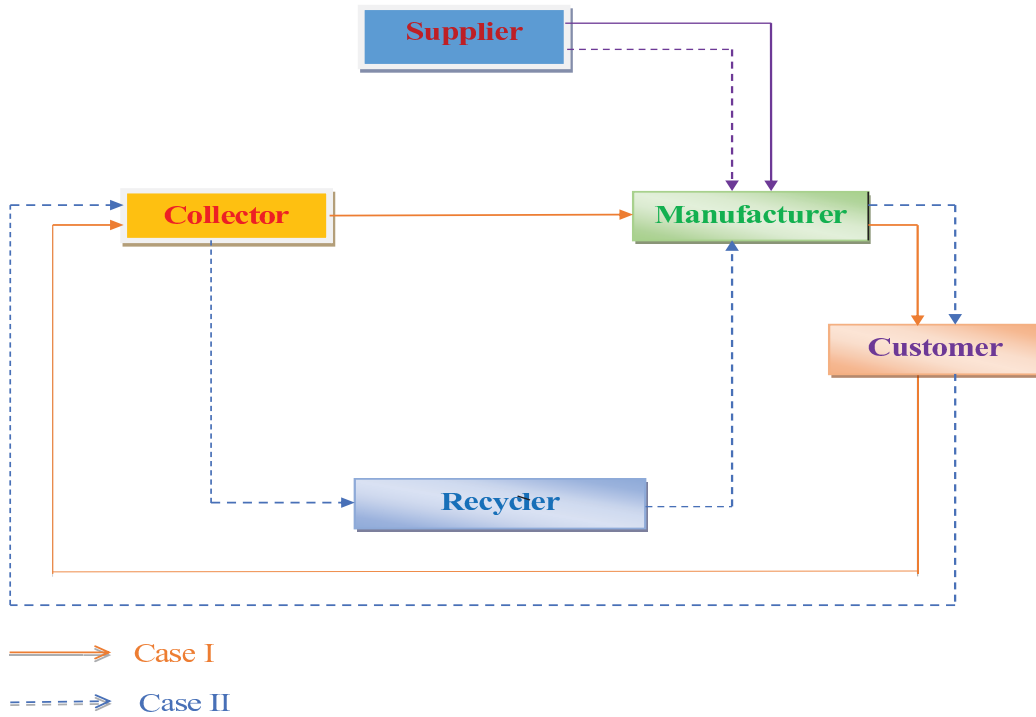 Supplier
Collector
Manufacturer
Customer
Recycler
Case I
Case II